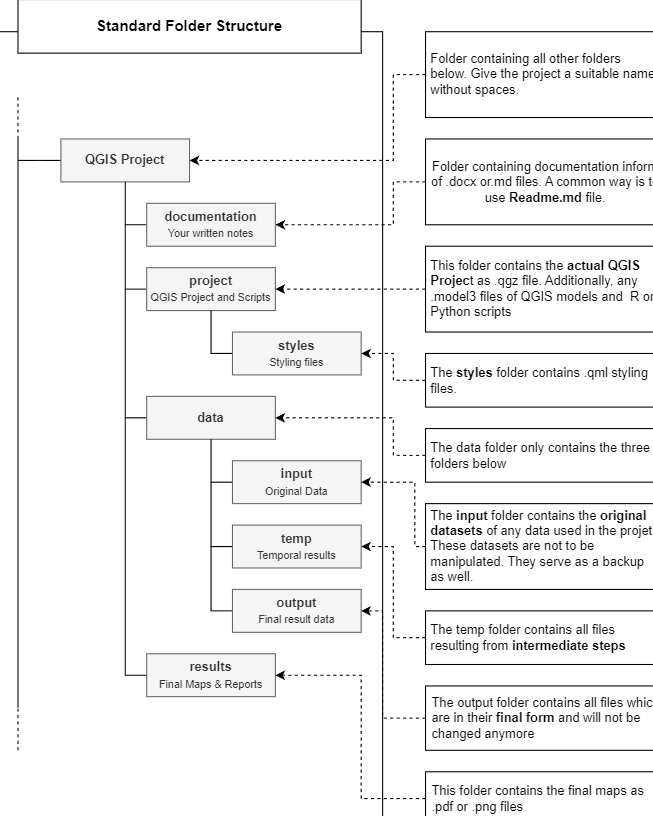 Standard Folder Structure
Folder containing all other folders
below. Give the project a suitable name
without spaces.
QGIS Project
Folder containing documentation
of .docx or.md files. A common way is
use Readme.md file.
documentation
Your written notes
This folder contains the actual QGIS
Project as .qgz file. Additionally, any
.model3 files of QGIS models and R or
Python scripts
project
QGIS Project and Scripts
styles
Styling files
The styles folder contains .qml styling
files.
data
The data folder only contains the three
folders below
input
Original Data
The input folder contains the original
datasets of any data used in the projet
These datasets are not to be
manipulated. They serve as a backup
as well.
temp
Temporal results
output
Final result data
The temp folder contains all files
resulting from intermediate steps
results
Final Maps & Reports
The output folder contains all files
are in their final form and will not be
changed anymore
This folder contains the final maps as
.pdf or .png files